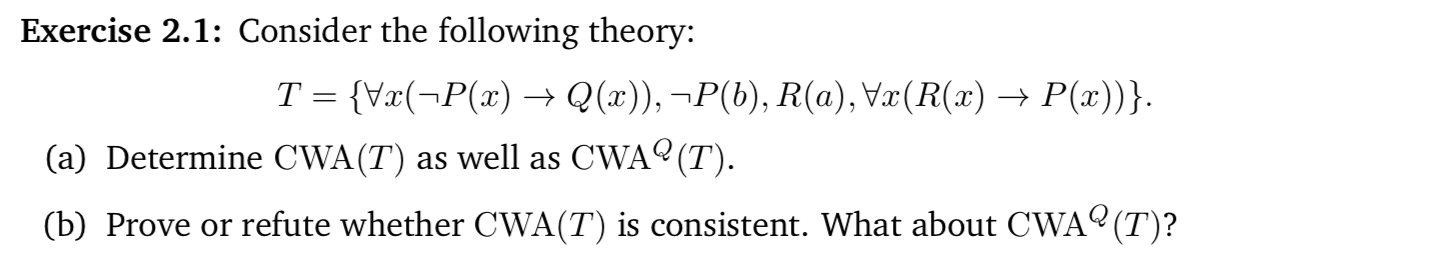 Exercise 2.1: Consider the following theory:
T = {∀x(¬P(x) → Q(x)), ¬P(b), R(a), ∀x(R(x) → P(x))}.
(a) Determine CWA(T) as well as CWA^Q(T).
(b) Prove or refute whether CWA(T) is consistent. What about CWA^Q(T)?